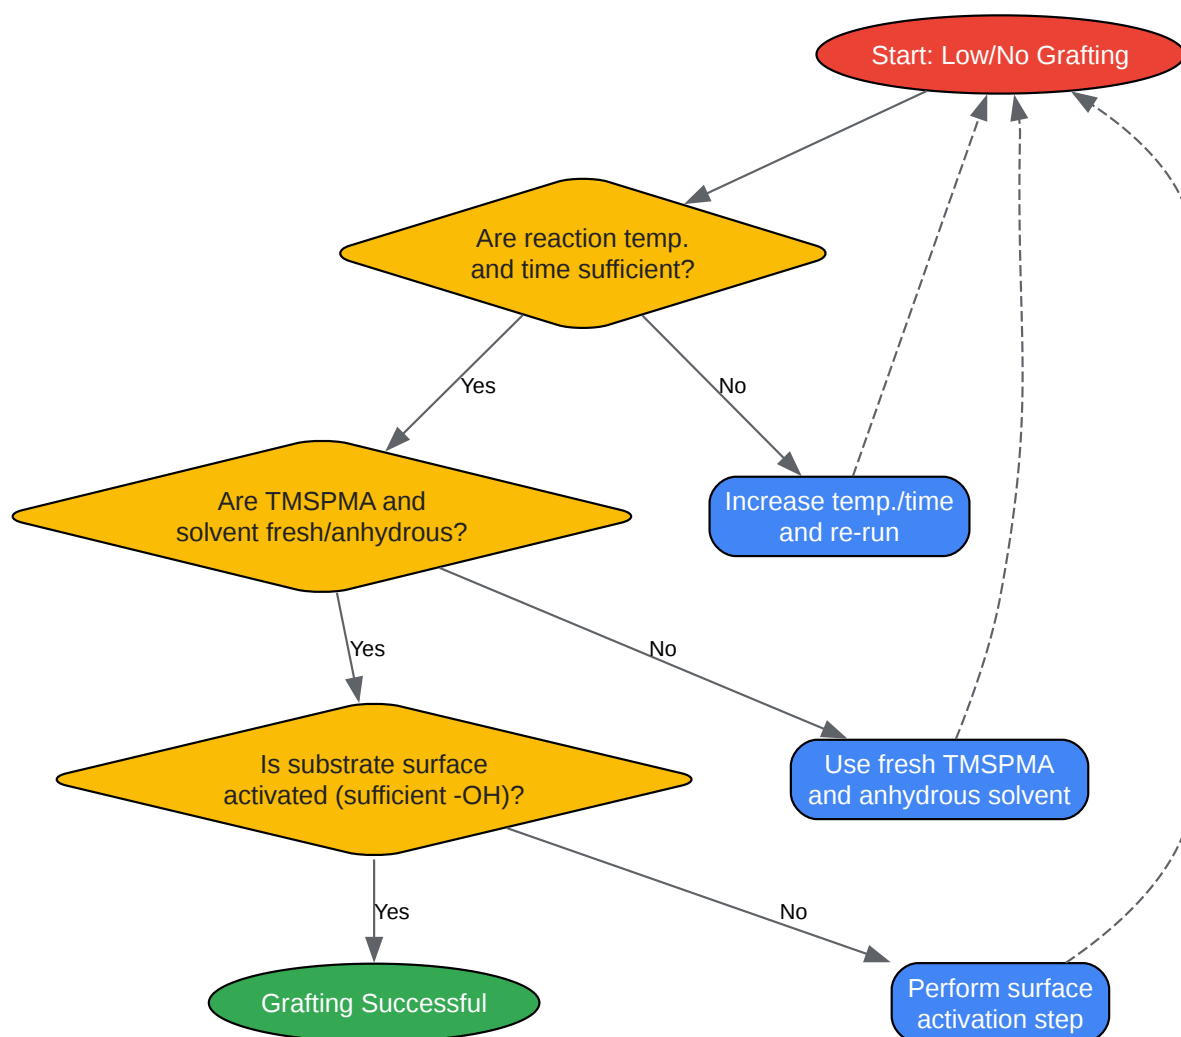 Start: Low/No Grafting
Are reaction temp.
and time sufficient?
Yes
No
Are TMSPMA and
solvent fresh/anhydrous?
Increase temp./time
and re-run
Yes
No
Is substrate surface
activated (sufficient -OH)?
Use fresh TMSPMA
and anhydrous solvent
Yes
No
Grafting Successful
Perform surface
activation step